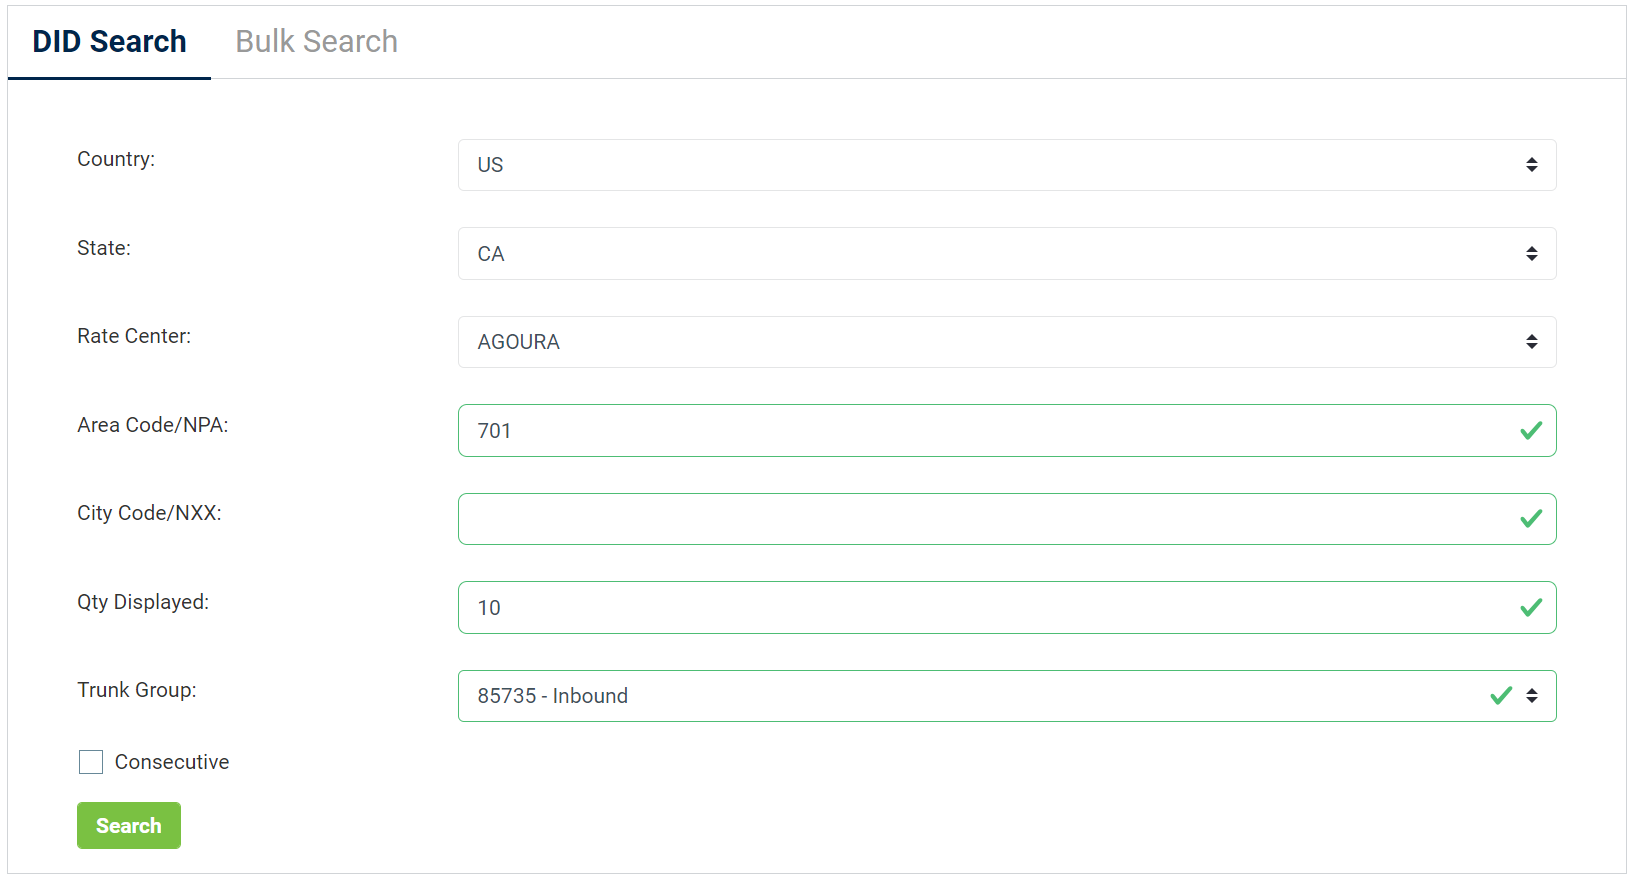 DID Search
Bulk Search
Country:
US
State:
CA
Rate Center:
AGOURA
Area Code/NPA:
701
City Code/NXX:
Qty Displayed:
10
Trunk Group:
85735 - Inbound
Consecutive
Search